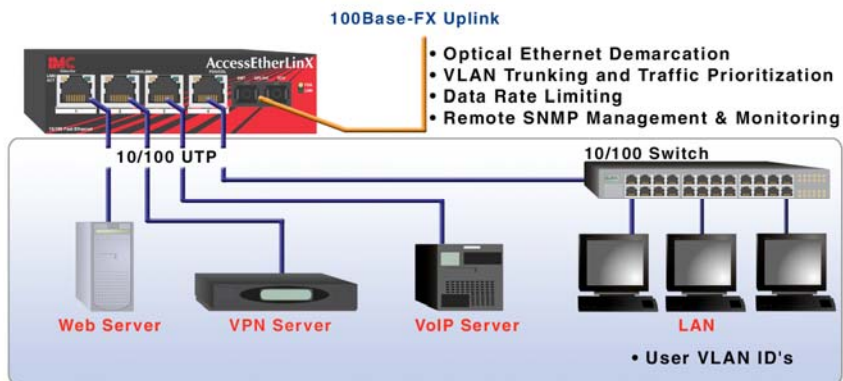 100Base-FX Uplink
IMC
AccessEtherLinX
• Optical Ethernet Demarcation
• VLAN Trunking and Traffic Prioritization
• Data Rate Limiting
• Remote SNMP Management & Monitoring
10/100 UTP
10/100 Switch
Web Server
VPN Server
VoIP Server
LAN
• User VLAN ID's